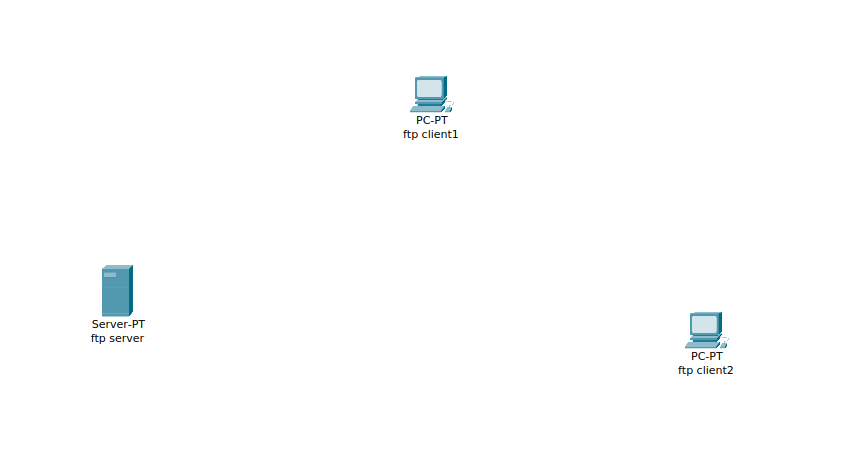 PC-PT
ftp client1
Server-PT
ftp server
PC-PT
ftp client2